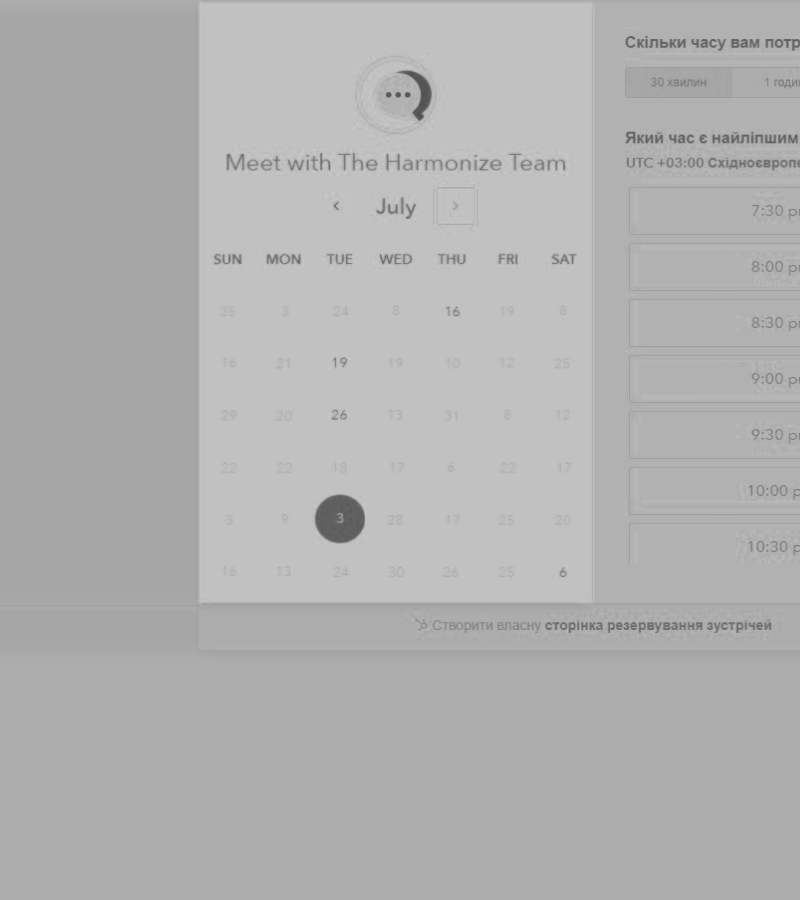 Meet with The Harmonize Team
July
SUN MON TUE WED THU FRI SAT
25 3 24 8 16 19 8
16 21 19 19 10 12 25
29 20 26 13 31 8 12
22 22 18 17 6 22 17
3 9 3 28 17 25 20
16 13 24 30 26 25 6
Скільки часу вам
30 хвилин 1
Який час є найліпшим
UTC +03:00
7:30
8:00
8:30
9:00
9:30
10:00
10:30
Створити власну сторінка резервування зустрічей